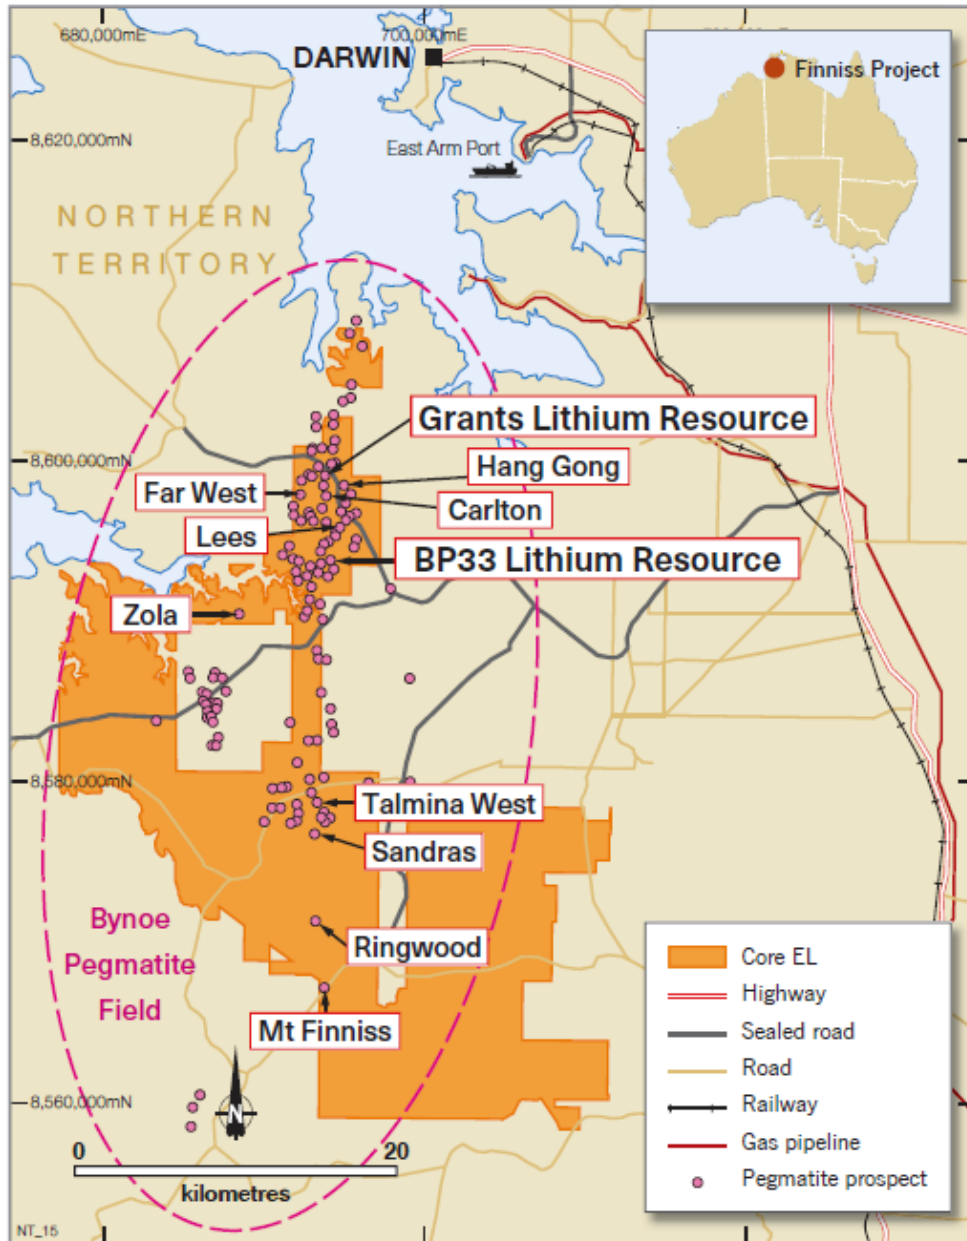 680,000mE
700,000mE
DARWIN
Finniss Project
8,620,000mN
East Arm Port
NORTHERN
TERRITORY
Grants Lithium Resource
8,600,000mN
Hang Gong
Far West
Carlton
Lees
BP33 Lithium Resource
Zola
8,580,000mN
Talmina West
Sandras
Bynoe
Pegmatite
Field
Ringwood
Mt Finniss
Core EL
Highway
Sealed road
Road
Railway
Gas pipeline
Pegmatite prospect
8,560,000mN
N
0 20
kilometres
NT_15